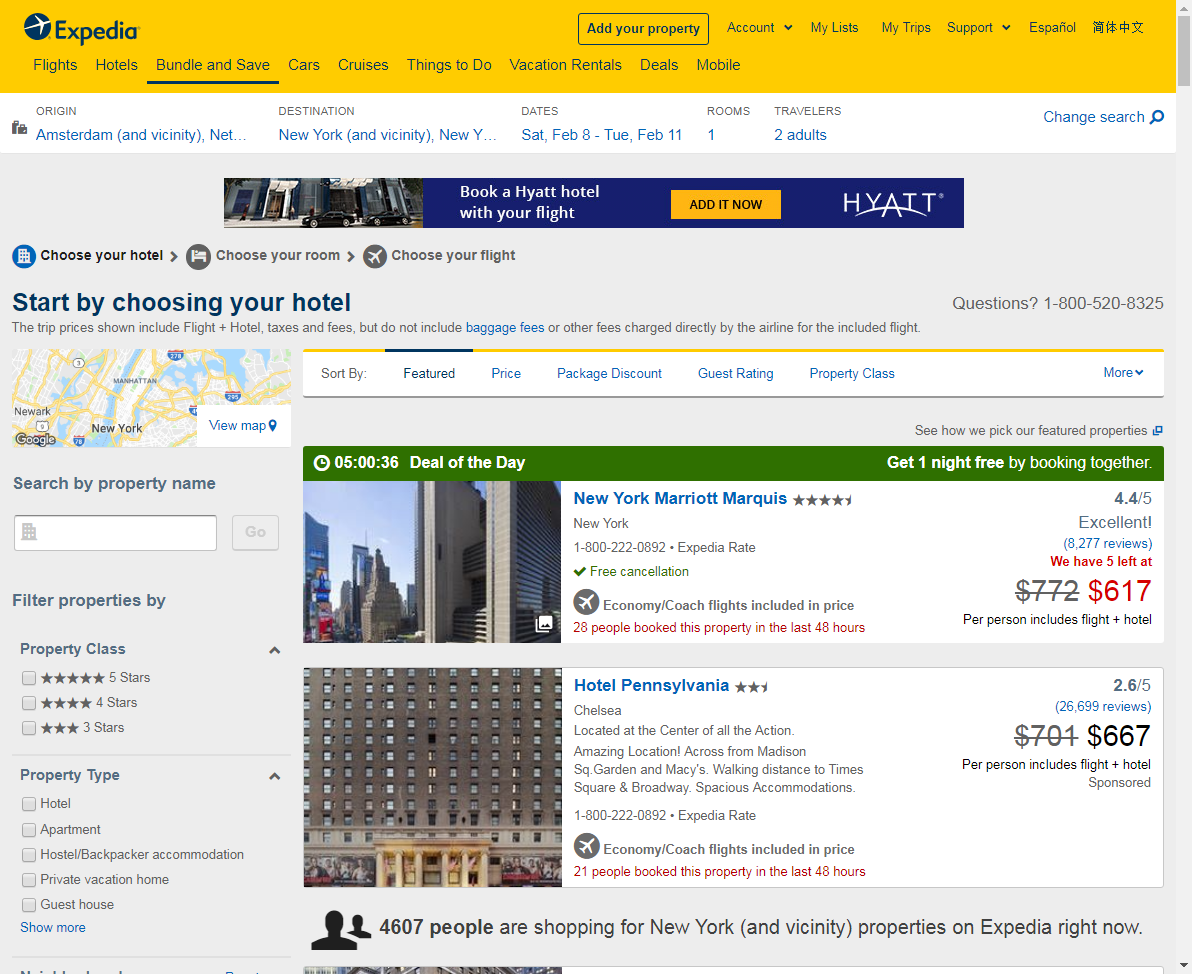 Expedia
Add your property
Account
My Lists
My Trips
Support
Español
简体中文
Flights
Hotels
Bundle and Save
Cars
Cruises
Things to Do
Vacation Rentals
Deals
Mobile
ORIGIN
Amsterdam (and vicinity), Net...
DESTINATION
New York (and vicinity), New Y...
DATES
Sat, Feb 8 - Tue, Feb 11
ROOMS
1
TRAVELERS
2 adults
Change search
Book a Hyatt hotel
with your flight
ADD IT NOW
HYATT®
Choose your hotel
Choose your room
Choose your flight
Start by choosing your hotel
Questions? 1-800-520-8325
The trip prices shown include Flight + Hotel, taxes and fees, but do not include baggage fees or other fees charged directly by the airline for the included flight.
3
278
MANHATTAN
Newark
295
9
New York
78
Google
View map
Sort By:
Featured
Price
Package Discount
Guest Rating
Property Class
More
See how we pick our featured properties
Search by property name
Go
Filter properties by
Property Class
5 Stars
4 Stars
3 Stars
Property Type
Hotel
Apartment
Hostel/Backpacker accommodation
Private vacation home
Guest house
Show more
05:00:36 Deal of the Day
Get 1 night free by booking together.
New York Marriott Marquis
New York
1-800-222-0892 • Expedia Rate
Free cancellation
Economy/Coach flights included in price
28 people booked this property in the last 48 hours
4.4/5
Excellent!
(8,277 reviews)
We have 5 left at
$772 $617
Per person includes flight + hotel
Hotel Pennsylvania
Chelsea
Located at the Center of all the Action.
Amazing Location! Across from Madison
Sq.Garden and Macy's. Walking distance to Times
Square & Broadway. Spacious Accommodations.
1-800-222-0892 • Expedia Rate
Economy/Coach flights included in price
21 people booked this property in the last 48 hours
2.6/5
(26,699 reviews)
$701 $667
Per person includes flight + hotel
Sponsored
4607 people are shopping for New York (and vicinity) properties on Expedia right now.